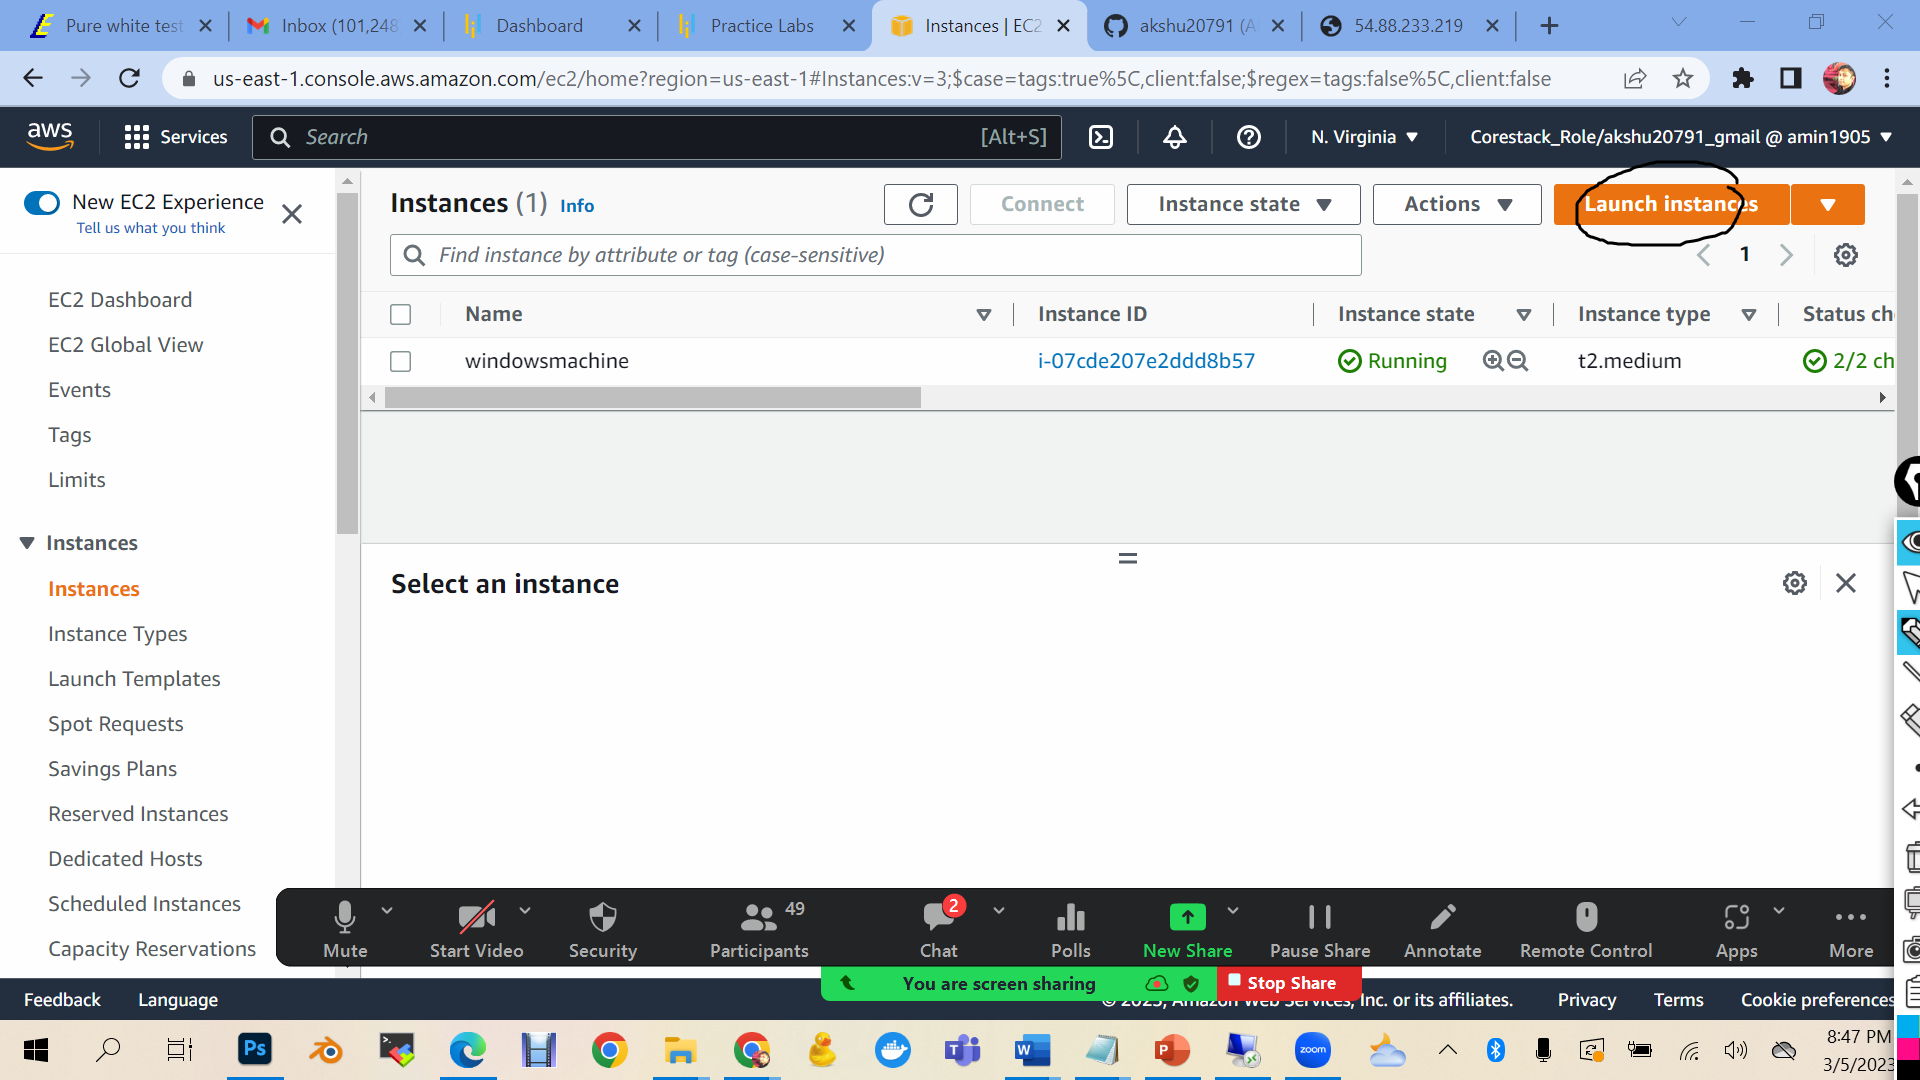 Pure white test
Inbox (101,248
Dashboard
Practice Labs
Instances | EC2
akshu20791 (A
54.88.233.219
us-east-1.console.aws.amazon.com/ec2/home?region=us-east-1#Instances:v=3;$case=tags:true%5C,client:false;$regex=tags:false%5C,client:false
aws
Services
Search
[Alt+S]
N. Virginia
Corestack_Role/akshu20791_gmail @ amin1905
New EC2 Experience
Tell us what you think
EC2 Dashboard
EC2 Global View
Events
Tags
Limits
Instances
Instances
Instance Types
Launch Templates
Spot Requests
Savings Plans
Reserved Instances
Dedicated Hosts
Scheduled Instances
Capacity Reservations
Instances (1) Info
Connect
Instance state
Actions
Launch instances
Find instance by attribute or tag (case-sensitive)
1
Name
Instance ID
Instance state
Instance type
Status ch
windowsmachine
i-07cde207e2ddd8b57
Running
t2.medium
2/2 ch
Select an instance
Mute
Start Video
Security
Participants
49
Chat
2
Polls
New Share
Pause Share
Annotate
Remote Control
Apps
More
You are screen sharing
Stop Share
Feedback
Language
© 2023, Amazon Web Services, Inc. or its affiliates.
Privacy
Terms
Cookie preferences
Ps
W
P
zoom
8:47 PM
3/5/2023